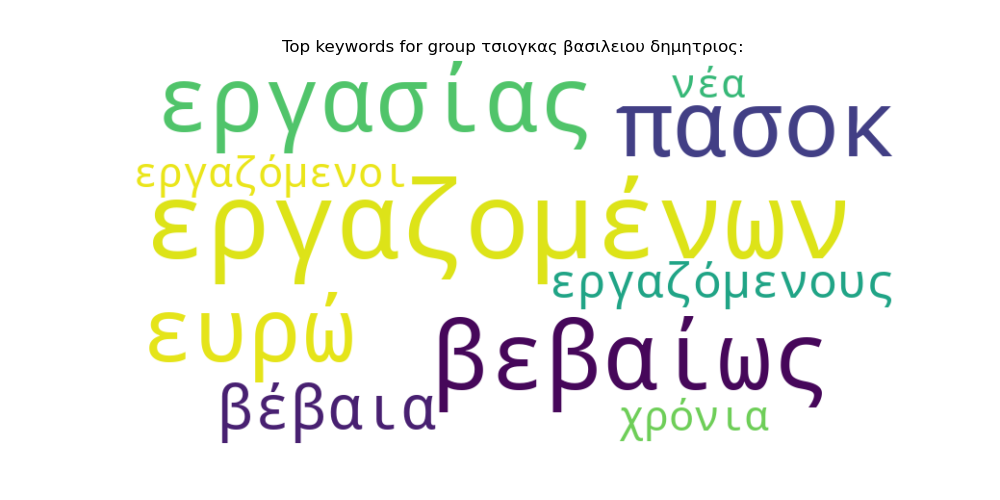 Top keywords for group τσιογκας βασιλειου δημητριος:
εργασίας
νέα
πασοκ
εργαζόμενοι
εργαζομένων
εργαζόμενους
ευρώ
βεβαίως
βέβαια
χρόνια